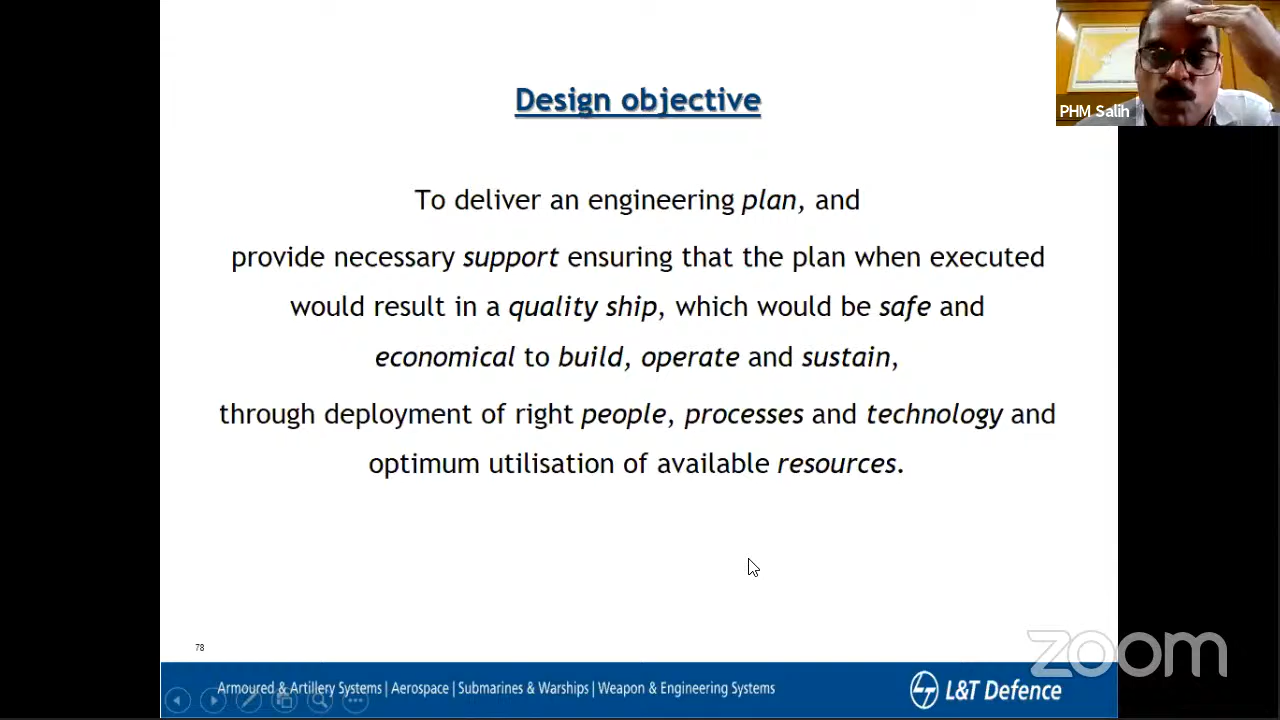 Design objective
PHM Salih
To deliver an engineering plan, and
provide necessary support ensuring that the plan when executed
would result in a quality ship, which would be safe and
economical to build, operate and sustain,
through deployment of right people, processes and technology and
optimum utilisation of available resources.
78
zoom
Armoured & Artillery Systems | Aerospace | Submarines & Warships | Weapon & Engineering Systems
L&T Defence